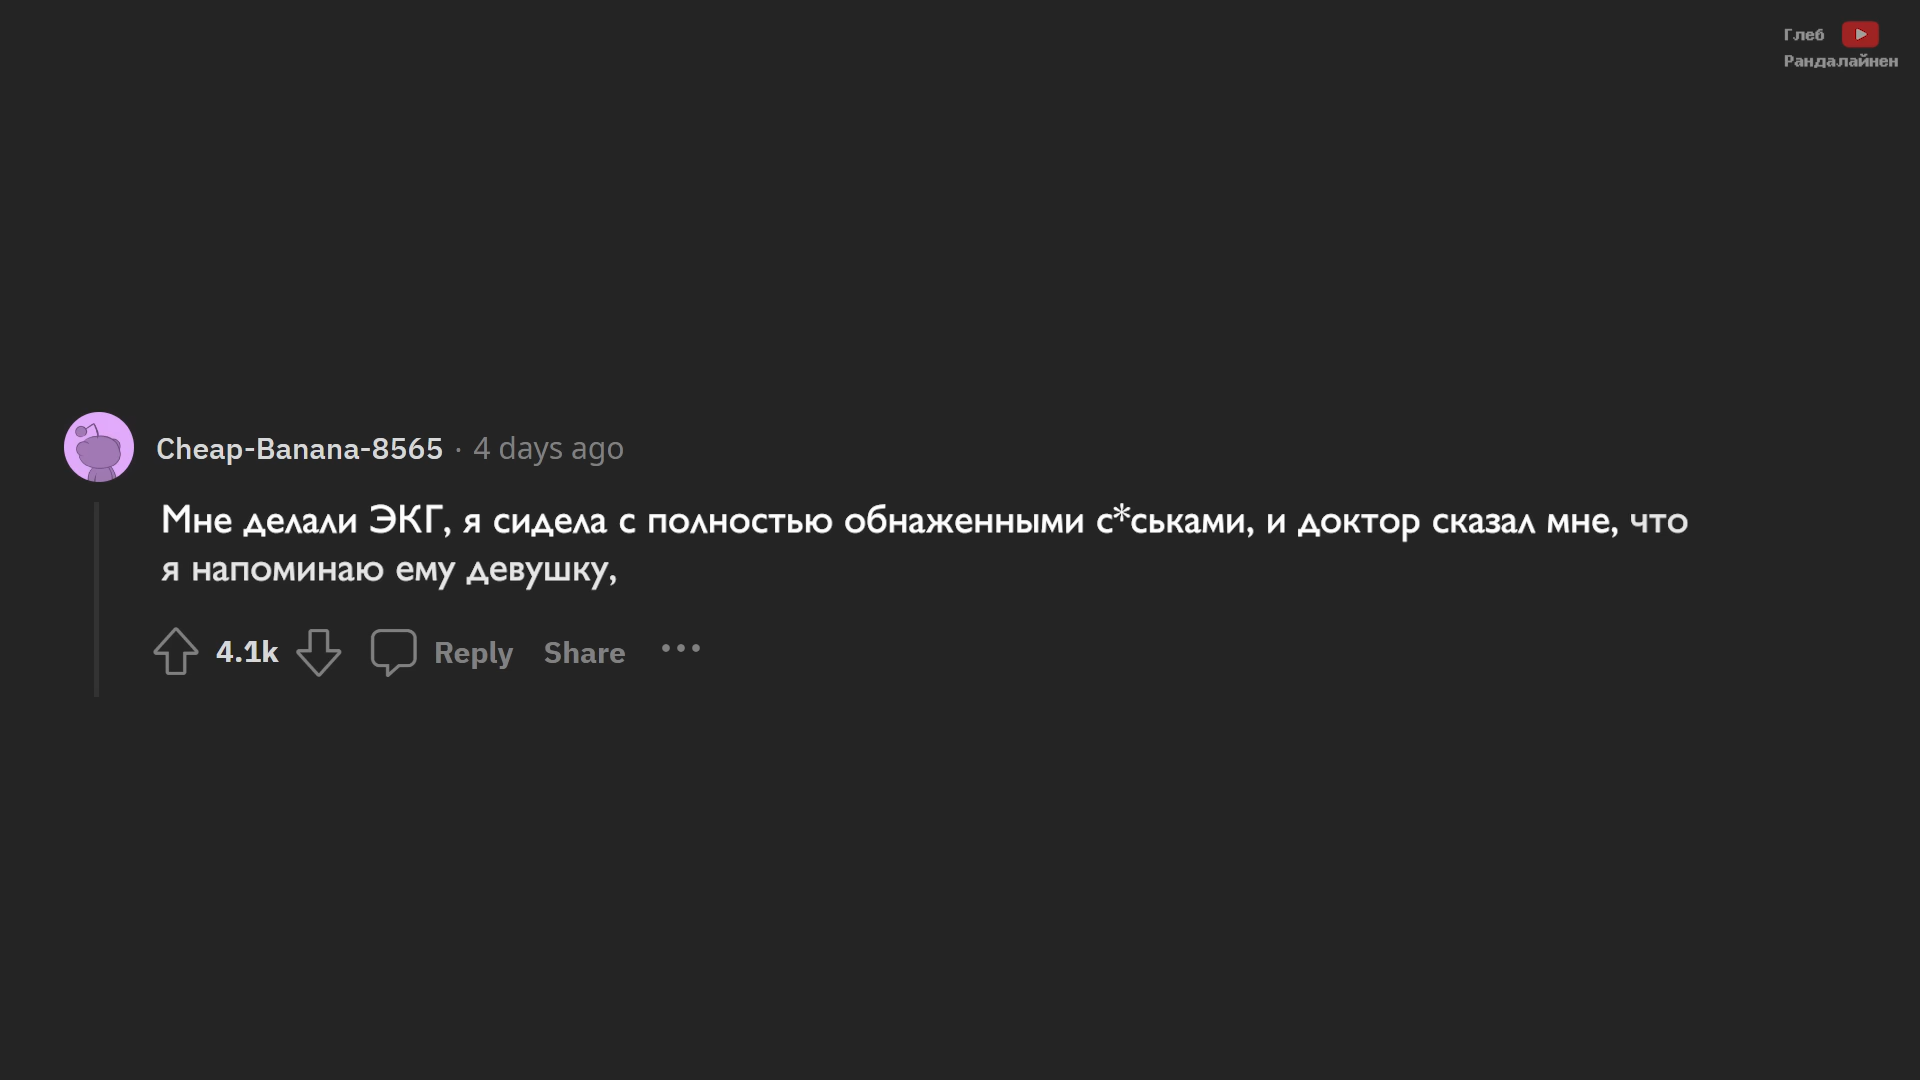 Глеб
Рандалайнен
Cheap-Banana-8565 · 4 days ago
Мне делали ЭКГ, я сидела с полностью обнаженными с*ськами, и доктор сказал мне, что
я напоминаю ему девушку,
4.1k Reply Share